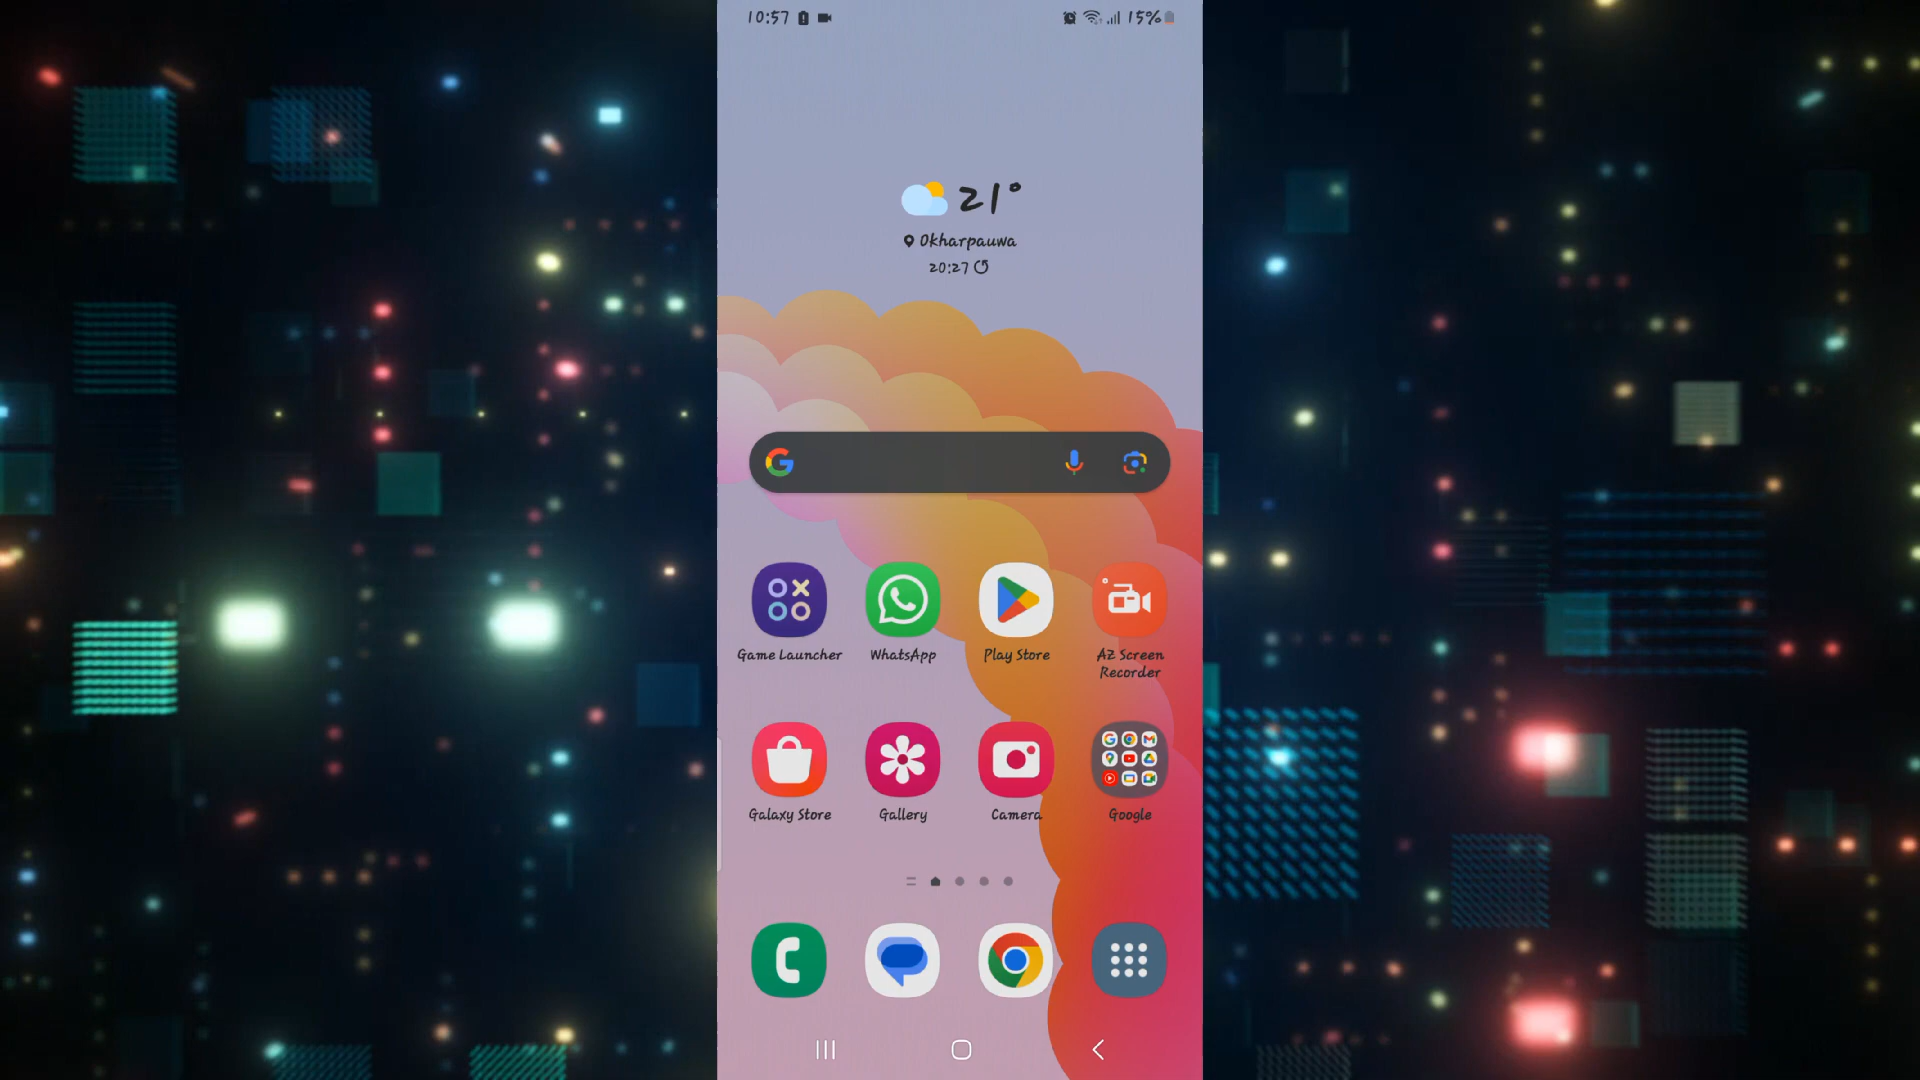 10:57
15%
21°
Okharpauwa
20:27
Game Launcher
WhatsApp
Play Store
AZ Screen
Recorder
Galaxy Store
Gallery
Camera
Google